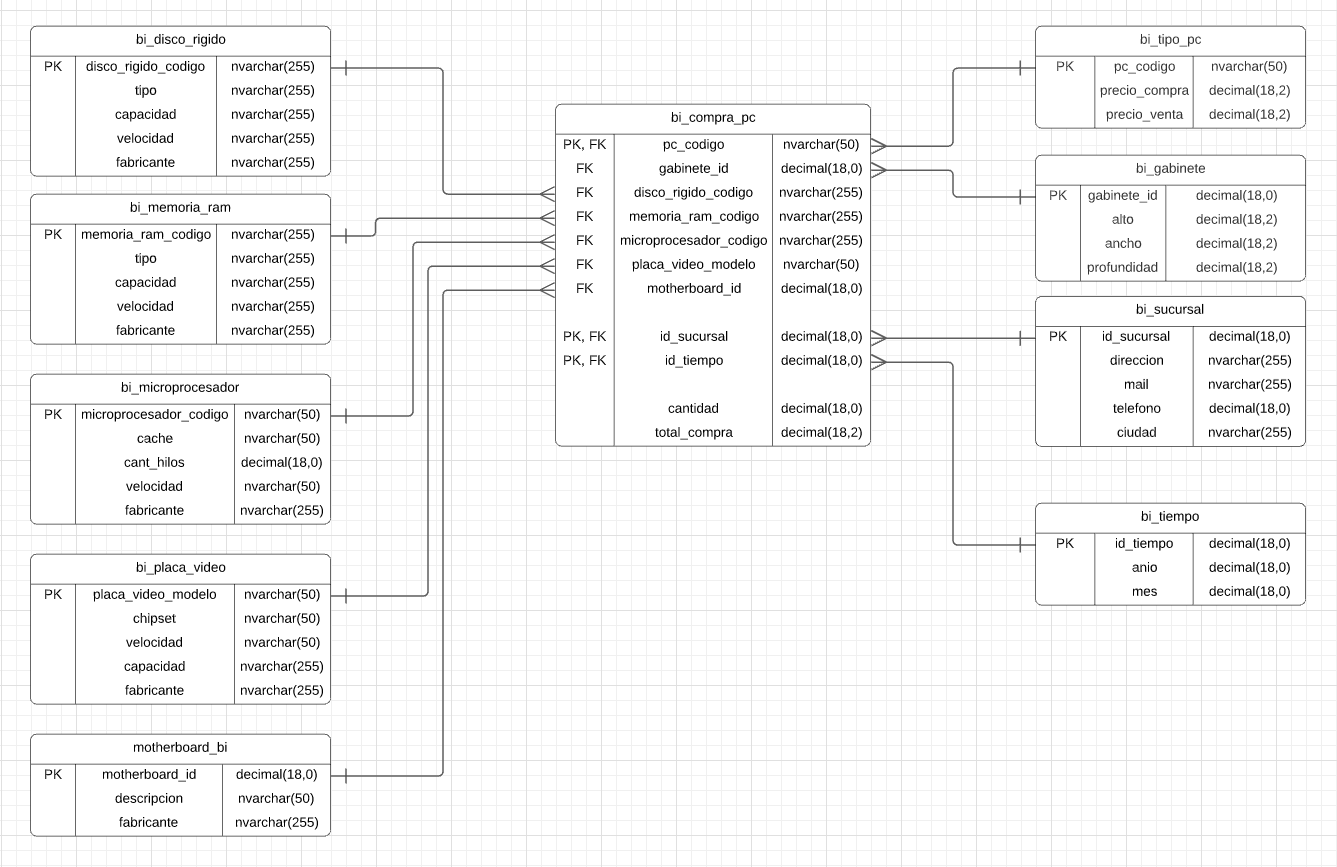 bi_disco_rigido
PK disco_rigido_codigo nvarchar(255)
tipo nvarchar(255)
capacidad nvarchar(255)
velocidad nvarchar(255)
fabricante nvarchar(255)
bi_memoria_ram
PK memoria_ram_codigo nvarchar(255)
tipo nvarchar(255)
capacidad nvarchar(255)
velocidad nvarchar(255)
fabricante nvarchar(255)
bi_microprocesador
PK microprocesador_codigo nvarchar(50)
cache nvarchar(50)
cant_hilos decimal(18,0)
velocidad nvarchar(50)
fabricante nvarchar(255)
bi_placa_video
PK placa_video_modelo nvarchar(50)
chipset nvarchar(50)
velocidad nvarchar(50)
capacidad nvarchar(255)
fabricante nvarchar(255)
motherboard_bi
PK motherboard_id decimal(18,0)
descripcion nvarchar(50)
fabricante nvarchar(255)
bi_compra_pc
PK, FK pc_codigo nvarchar(50)
FK gabinete_id decimal(18,0)
FK disco_rigido_codigo nvarchar(255)
FK memoria_ram_codigo nvarchar(255)
FK microprocesador_codigo nvarchar(255)
FK placa_video_modelo nvarchar(50)
FK motherboard_id decimal(18,0)
PK, FK id_sucursal decimal(18,0)
PK, FK id_tiempo decimal(18,0)
cantidad decimal(18,0)
total_compra decimal(18,2)
bi_tipo_pc
PK pc_codigo nvarchar(50)
precio_compra decimal(18,2)
precio_venta decimal(18,2)
bi_gabinete
PK gabinete_id decimal(18,0)
alto decimal(18,2)
ancho decimal(18,2)
profundidad decimal(18,2)
bi_sucursal
PK id_sucursal decimal(18,0)
direccion nvarchar(255)
mail nvarchar(255)
telefono decimal(18,0)
ciudad nvarchar(255)
bi_tiempo
PK id_tiempo decimal(18,0)
anio decimal(18,0)
mes decimal(18,0)